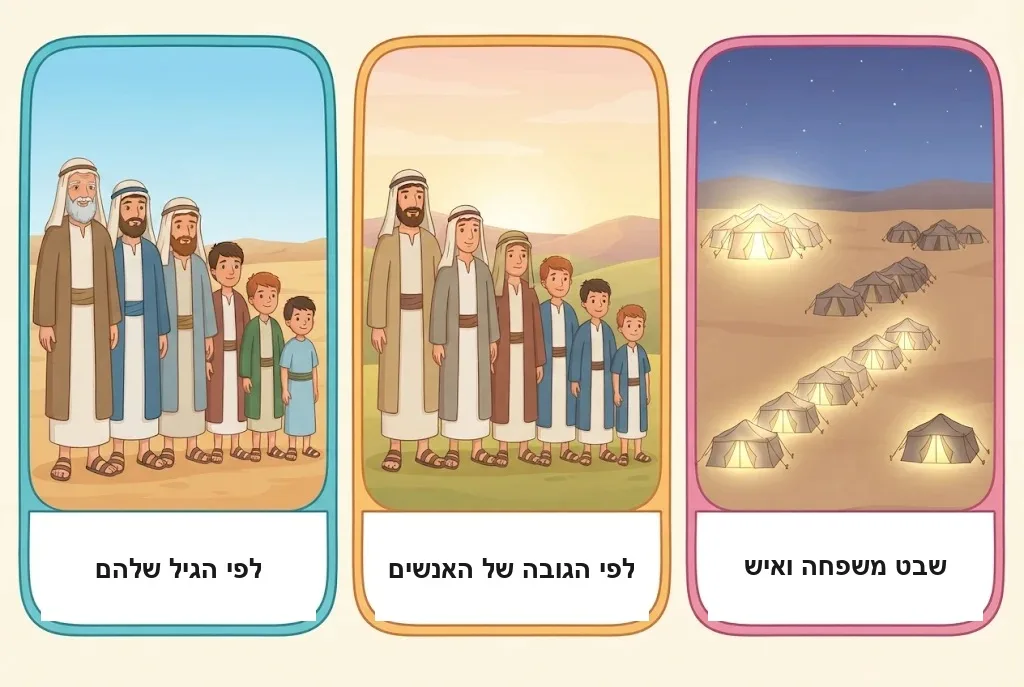 שבט משפחה ואיש
לפי הגובה של האנשים
לפי הגיל שלהם